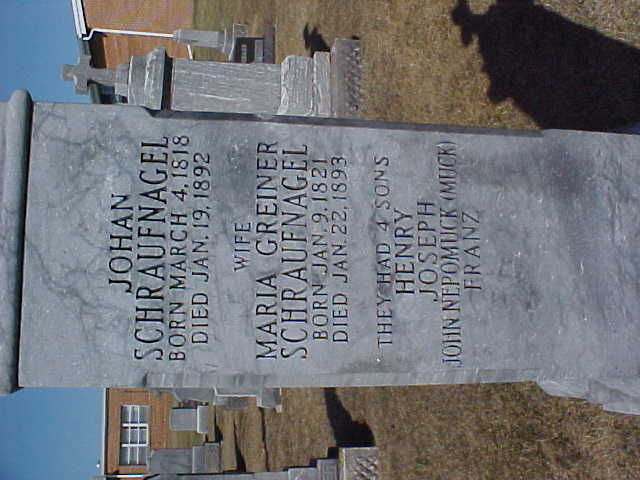 JOHAN
SCHRAUFNAGEL
BORN MARCH 4, 1818
DIED JAN. 19, 1892
WIFE
MARIA GREINER
SCHRAUFNAGEL
BORN JAN. 9, 1821
DIED JAN. 22, 1893
THEY HAD 4 SONS
HENRY
JOSEPH
JOHN NEPOMUCK (MUCK)
FRANZ